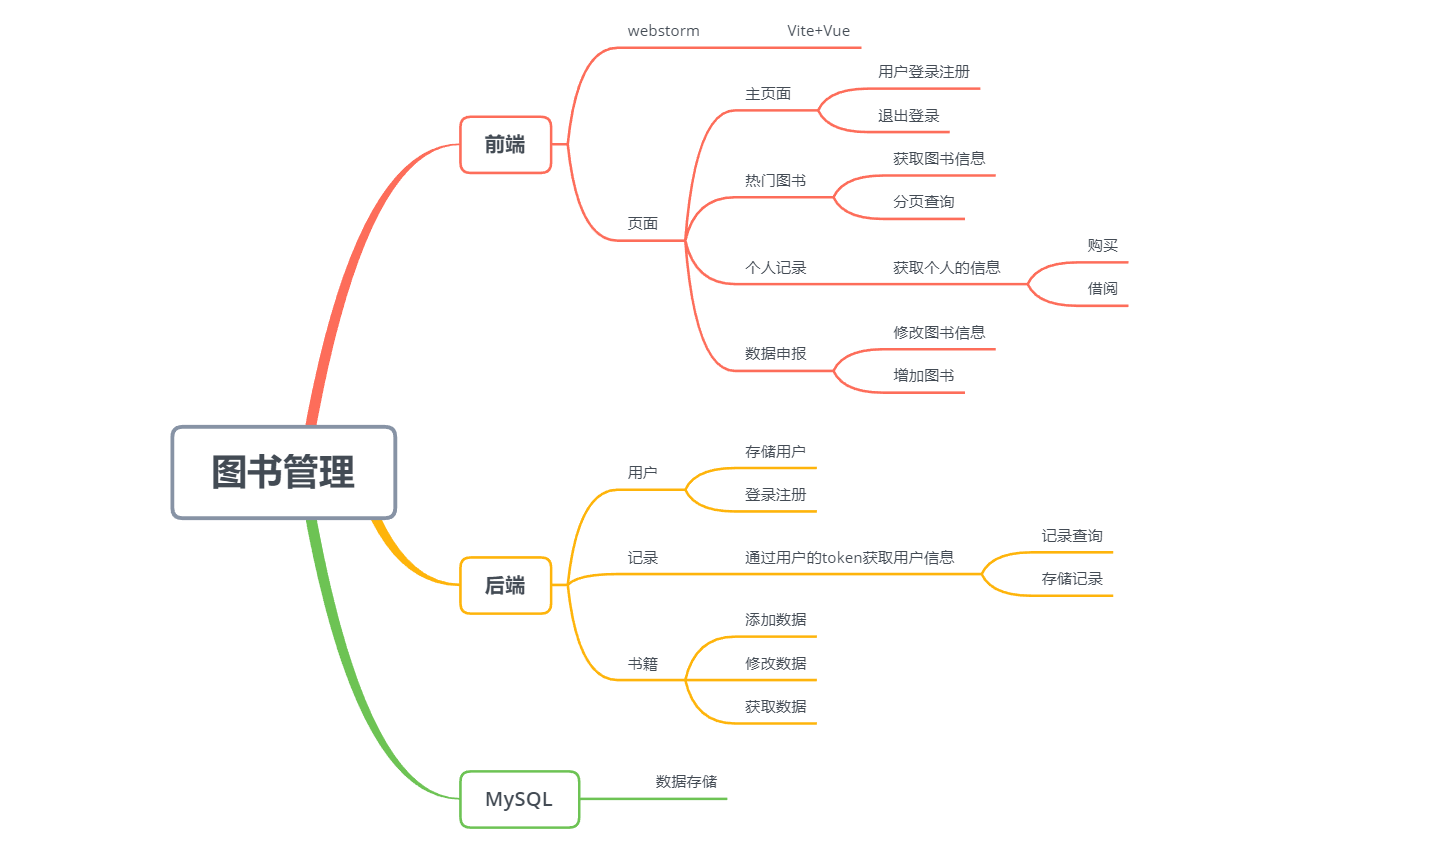 图书管理
前端
webstorm
Vite+Vue
页面
主页面
用户登录注册
退出登录
热门图书
获取图书信息
分页查询
个人记录
获取个人的信息
购买
借阅
数据申报
修改图书信息
增加图书
后端
用户
存储用户
登录注册
记录
通过用户的token获取用户信息
记录查询
存储记录
书籍
添加数据
修改数据
获取数据
MySQL
数据存储